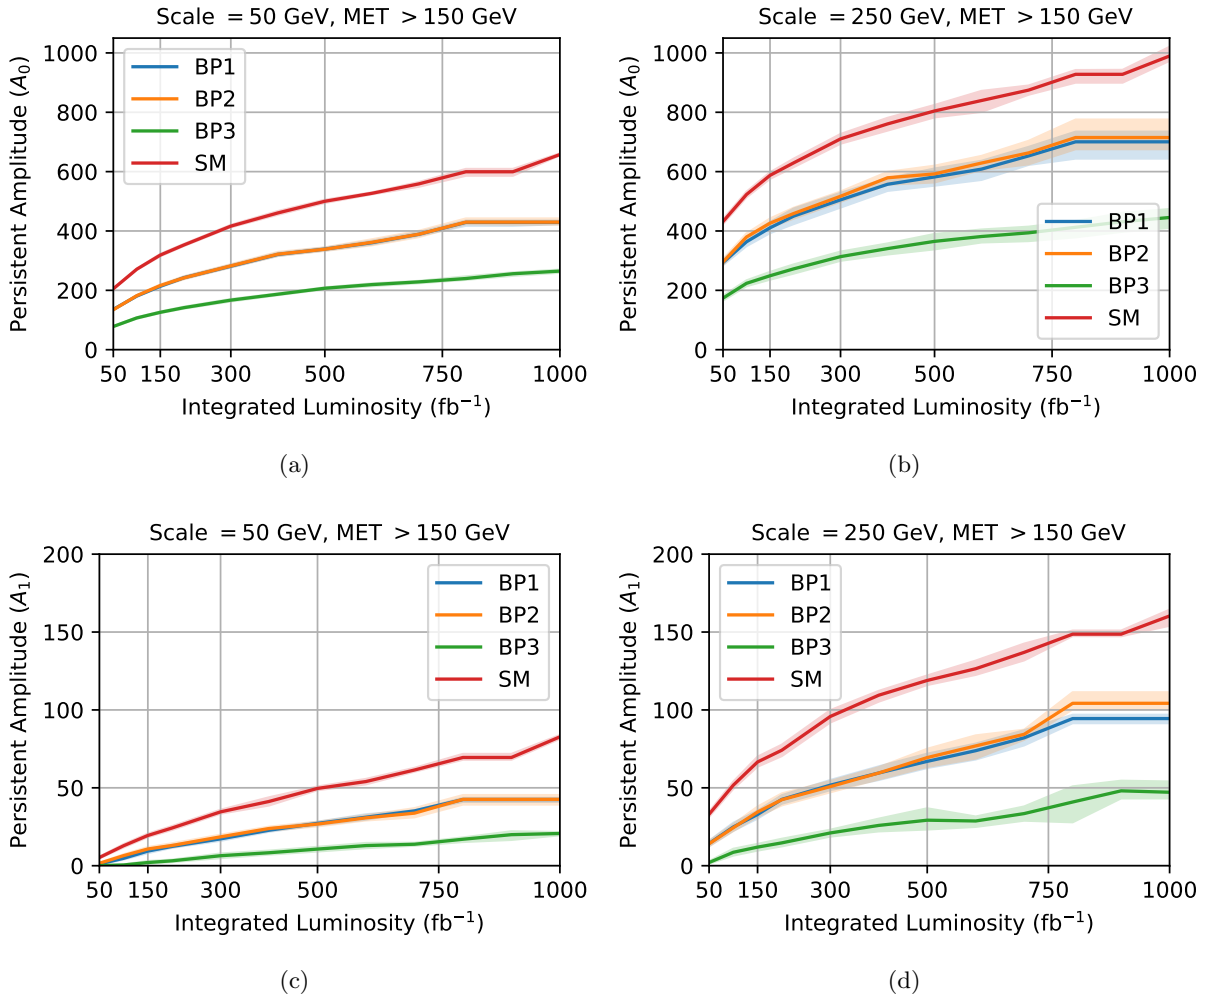 Scale = 50 GeV, MET > 150 GeV
Persistent Amplitude (A₀)
1000
800
600
400
200
0
BP1
BP2
BP3
SM
50 150 300 500 750 1000
Integrated Luminosity (fb⁻¹)
(a)
Scale = 250 GeV, MET > 150 GeV
Persistent Amplitude (A₀)
1000
800
600
400
200
0
BP1
BP2
BP3
SM
50 150 300 500 750 1000
Integrated Luminosity (fb⁻¹)
(b)
Scale = 50 GeV, MET > 150 GeV
Persistent Amplitude (A₁)
200
150
100
50
0
BP1
BP2
BP3
SM
50 150 300 500 750 1000
Integrated Luminosity (fb⁻¹)
(c)
Scale = 250 GeV, MET > 150 GeV
Persistent Amplitude (A₁)
200
150
100
50
0
BP1
BP2
BP3
SM
50 150 300 500 750 1000
Integrated Luminosity (fb⁻¹)
(d)